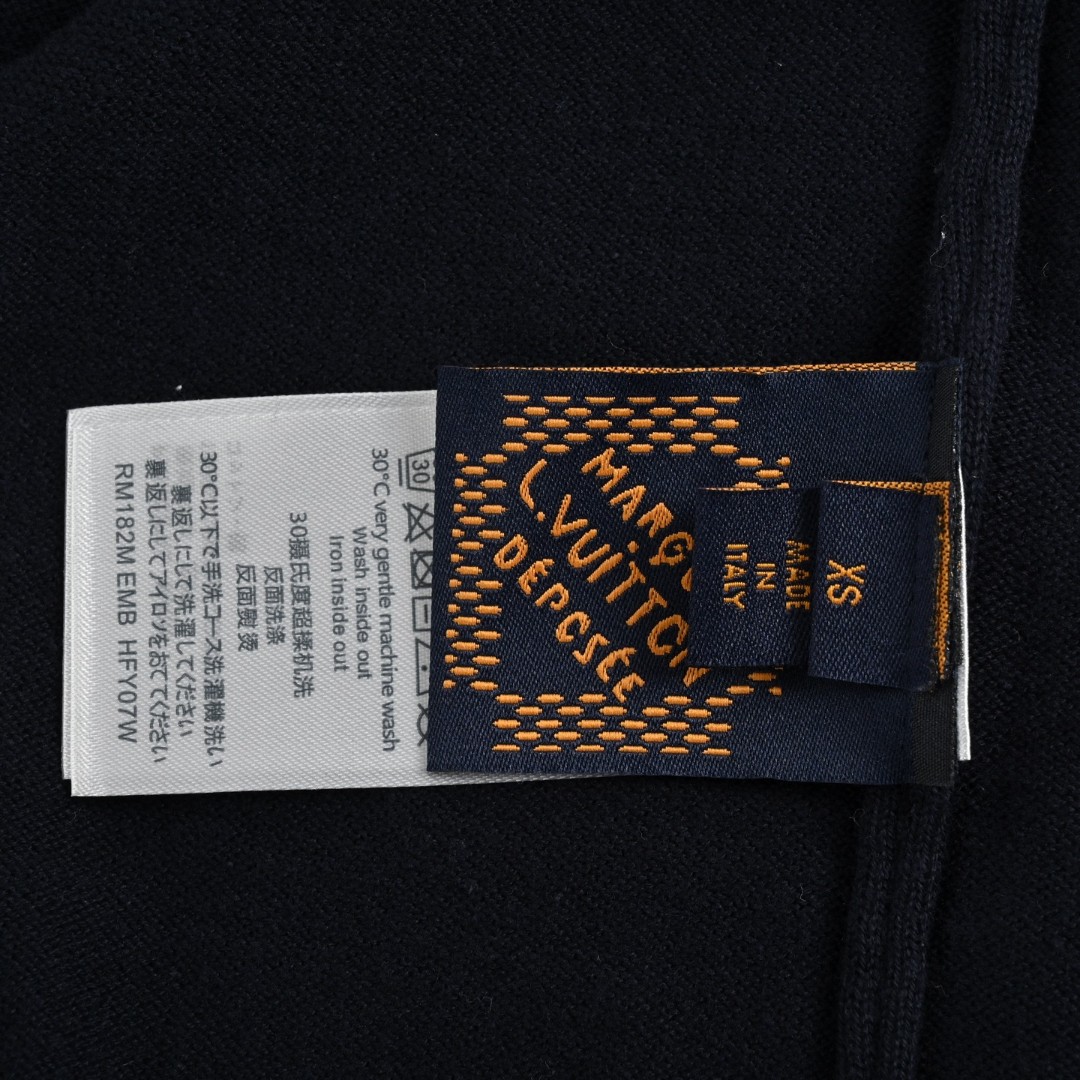 XS
MADE
IN
ITALY
MARQU
L.VUITTON
DÉPOSÉE
30
30°C very gentle machine wash
Wash inside out
Iron inside out
30摄氏度超揉机洗
反面洗涤
反面熨烫
30°C以下で手洗コース洗濯機洗い
裏返しにして洗濯してください
裏返しにしてアイロンをあててください
RM182M EMB HFY07W